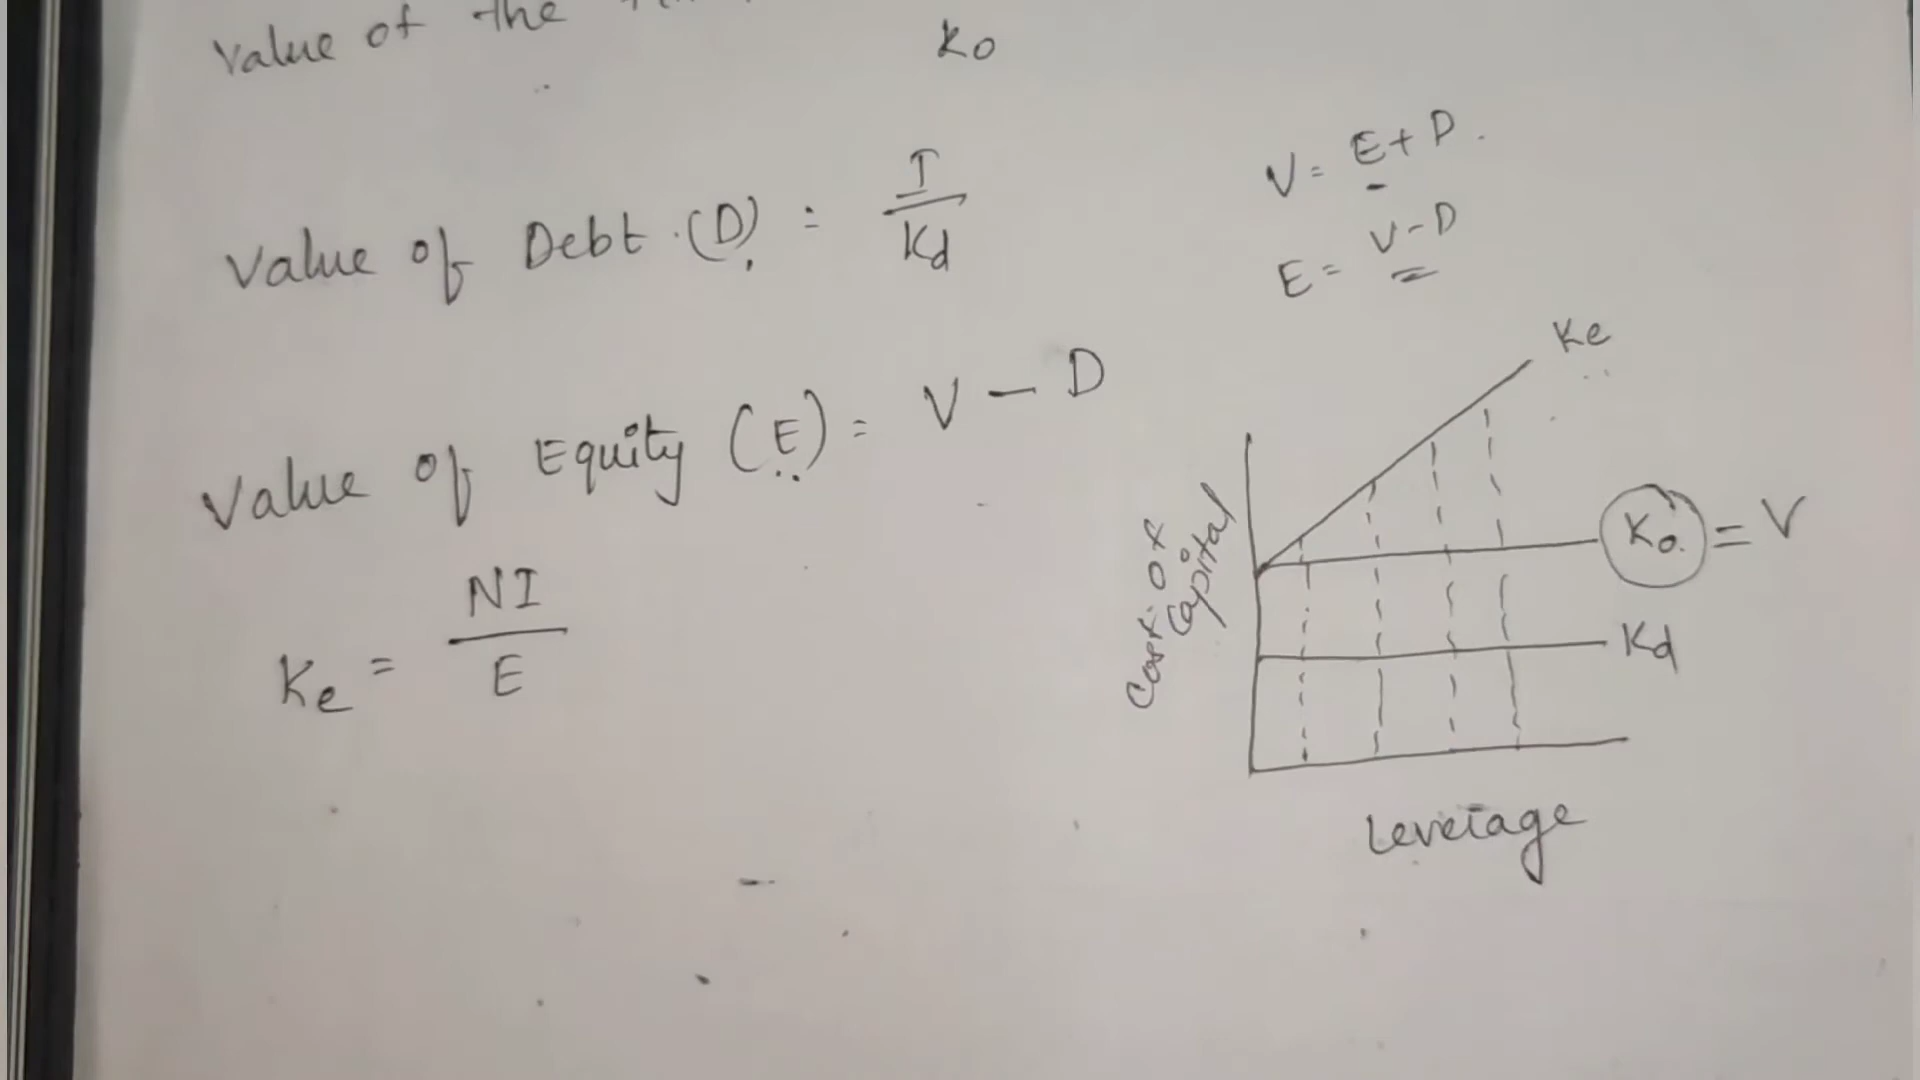 Value of the
Ko
Value of Debt (D) = I / Kd
V = E + D
E = V - D
Value of Equity (E) = V - D
Ke = NI / E
Ke
Ko = V
Kd
Cost of Capital
Leverage